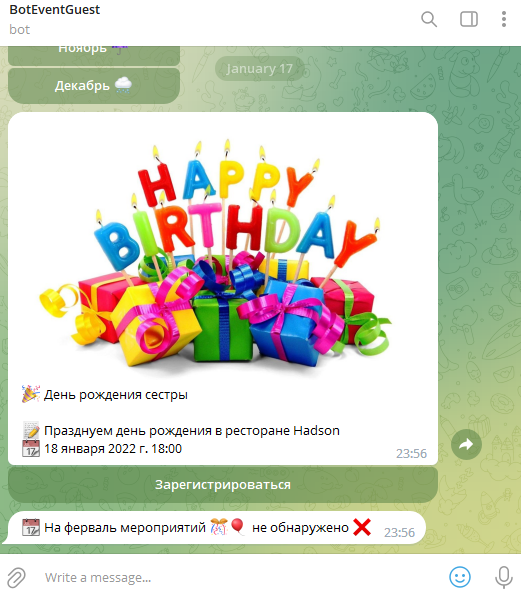 BotEventGuest
bot
Ноябрь
Декабрь
January 17
HAPPY
BIRTHDAY
День рождения сестры
Празднуем день рождения в ресторане Hadson
18 января 2022 г. 18:00
23:56
Зарегистрироваться
На ферваль мероприятий не обнаружено
23:56
Write a message...